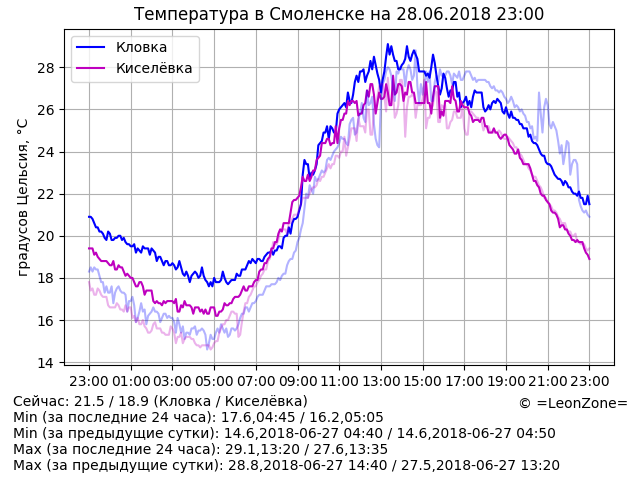 Температура в Смоленске на 28.06.2018 23:00
Кловка
Киселёвка
градусов Цельсия, °C
28
26
24
22
20
18
16
14
23:00 01:00 03:00 05:00 07:00 09:00 11:00 13:00 15:00 17:00 19:00 21:00 23:00
Сейчас: 21.5 / 18.9 (Кловка / Киселёвка)
© =LeonZone=
Min (за последние 24 часа): 17.6,04:45 / 16.2,05:05
Min (за предыдущие сутки): 14.6,2018-06-27 04:40 / 14.6,2018-06-27 04:50
Max (за последние 24 часа): 29.1,13:20 / 27.6,13:35
Max (за предыдущие сутки): 28.8,2018-06-27 14:40 / 27.5,2018-06-27 13:20